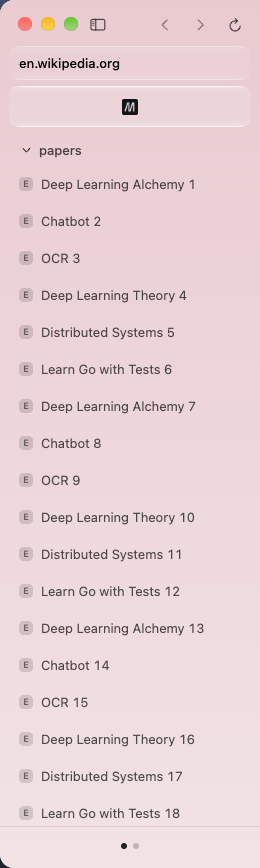 en.wikipedia.org
papers
E Deep Learning Alchemy 1
E Chatbot 2
E OCR 3
E Deep Learning Theory 4
E Distributed Systems 5
E Learn Go with Tests 6
E Deep Learning Alchemy 7
E Chatbot 8
E OCR 9
E Deep Learning Theory 10
E Distributed Systems 11
E Learn Go with Tests 12
E Deep Learning Alchemy 13
E Chatbot 14
E OCR 15
E Deep Learning Theory 16
E Distributed Systems 17
E Learn Go with Tests 18